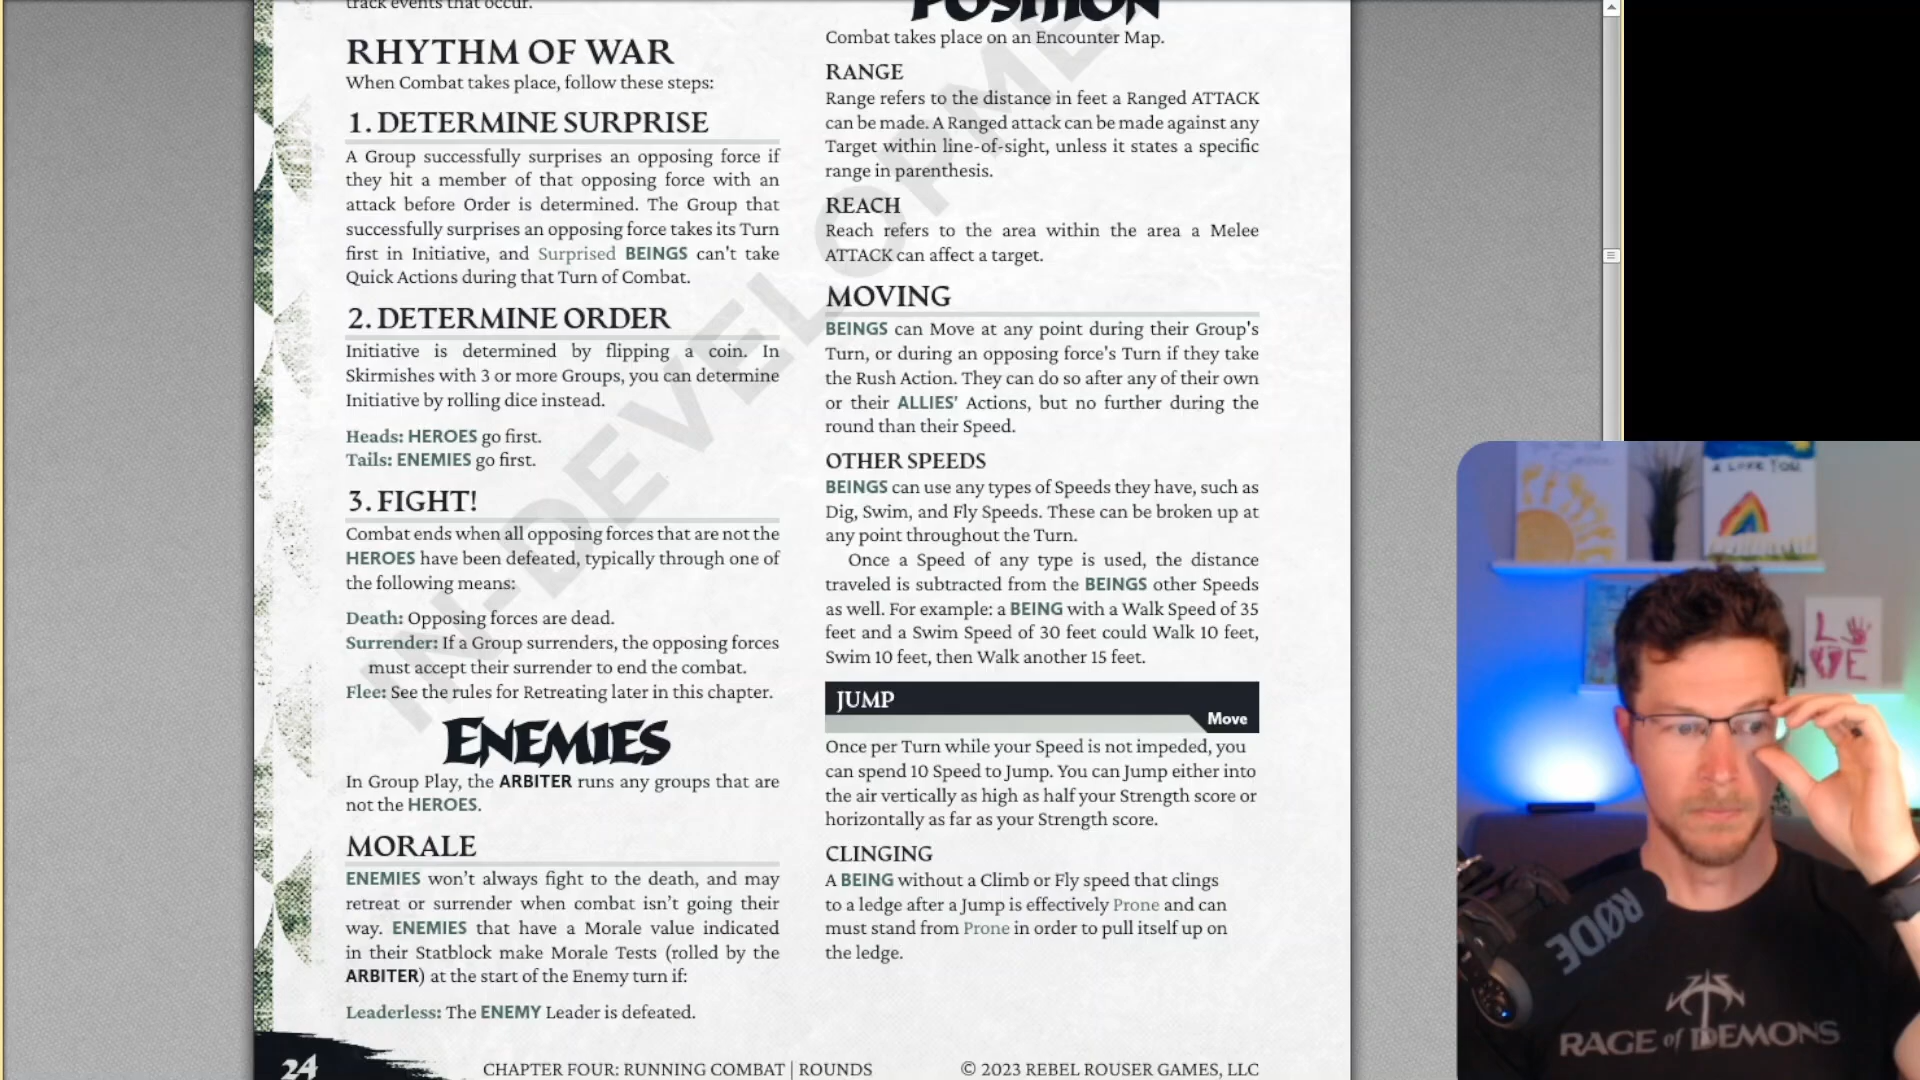 track events that occur.
RHYTHM OF WAR
When Combat takes place, follow these steps:
1. DETERMINE SURPRISE
A Group successfully surprises an opposing force if
they hit a member of that opposing force with an
attack before Order is determined. The Group that
successfully surprises an opposing force takes its Turn
first in Initiative, and Surprised BEINGS can't take
Quick Actions during that Turn of Combat.
2. DETERMINE ORDER
Initiative is determined by flipping a coin. In
Skirmishes with 3 or more Groups, you can determine
Initiative by rolling dice instead.
Heads: HEROES go first.
Tails: ENEMIES go first.
3. FIGHT!
Combat ends when all opposing forces that are not the
HEROES have been defeated, typically through one of
the following means:
Death: Opposing forces are dead.
Surrender: If a Group surrenders, the opposing forces
must accept their surrender to end the combat.
Flee: See the rules for Retreating later in this chapter.
ENEMIES
In Group Play, the ARBITER runs any groups that are
not the HEROES.
MORALE
ENEMIES won't always fight to the death, and may
retreat or surrender when combat isn't going their
way. ENEMIES that have a Morale value indicated
in their Statblock make Morale Tests (rolled by the
ARBITER) at the start of the Enemy turn if:
Leaderless: The ENEMY Leader is defeated.
POSITION
Combat takes place on an Encounter Map.
RANGE
Range refers to the distance in feet a Ranged ATTACK
can be made. A Ranged attack can be made against any
Target within line-of-sight, unless it states a specific
range in parenthesis.
REACH
Reach refers to the area within the area a Melee
ATTACK can affect a target.
MOVING
BEINGS can Move at any point during their Group's
Turn, or during an opposing force's Turn if they take
the Rush Action. They can do so after any of their own
or their ALLIES' Actions, but no further during the
round than their Speed.
OTHER SPEEDS
BEINGS can use any types of Speeds they have, such as
Dig, Swim, and Fly Speeds. These can be broken up at
any point throughout the Turn.
Once a Speed of any type is used, the distance
traveled is subtracted from the BEINGS other Speeds
as well. For example: a BEING with a Walk Speed of 35
feet and a Swim Speed of 30 feet could Walk 10 feet,
Swim 10 feet, then Walk another 15 feet.
JUMP
Move
Once per Turn while your Speed is not impeded, you
can spend 10 Speed to Jump. You can Jump either into
the air vertically as high as half your Strength score or
horizontally as far as your Strength score.
CLINGING
A BEING without a Climb or Fly speed that clings
to a ledge after a Jump is effectively Prone and can
must stand from Prone in order to pull itself up on
the ledge.
24
CHAPTER FOUR: RUNNING COMBAT | ROUNDS
© 2023 REBEL ROUSER GAMES, LLC
IN-DEVELOPME
I LOVE YOU
L
VE
RØDE
RAGE of DEMONS